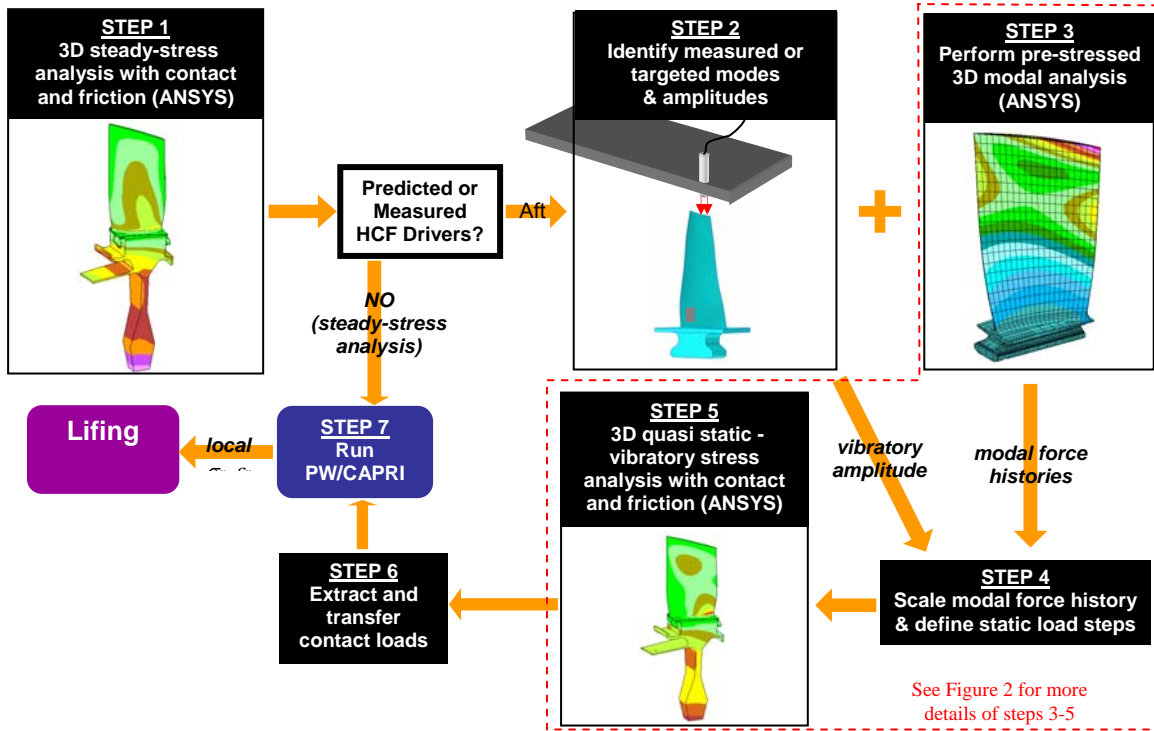 STEP 1
3D steady-stress
analysis with contact
and friction (ANSYS)
STEP 2
Identify measured or
targeted modes
& amplitudes
STEP 3
Perform pre-stressed
3D modal analysis
(ANSYS)
Predicted or
Measured
HCF Drivers?
Aft
NO
(steady-stress
analysis)
vibratory
amplitude
modal force
histories
STEP 4
Scale modal force history
& define static load steps
STEP 5
3D quasi static -
vibratory stress
analysis with contact
and friction (ANSYS)
STEP 6
Extract and
transfer
contact loads
STEP 7
Run
PW/CAPRI
local
Lifing
See Figure 2 for more
details of steps 3-5